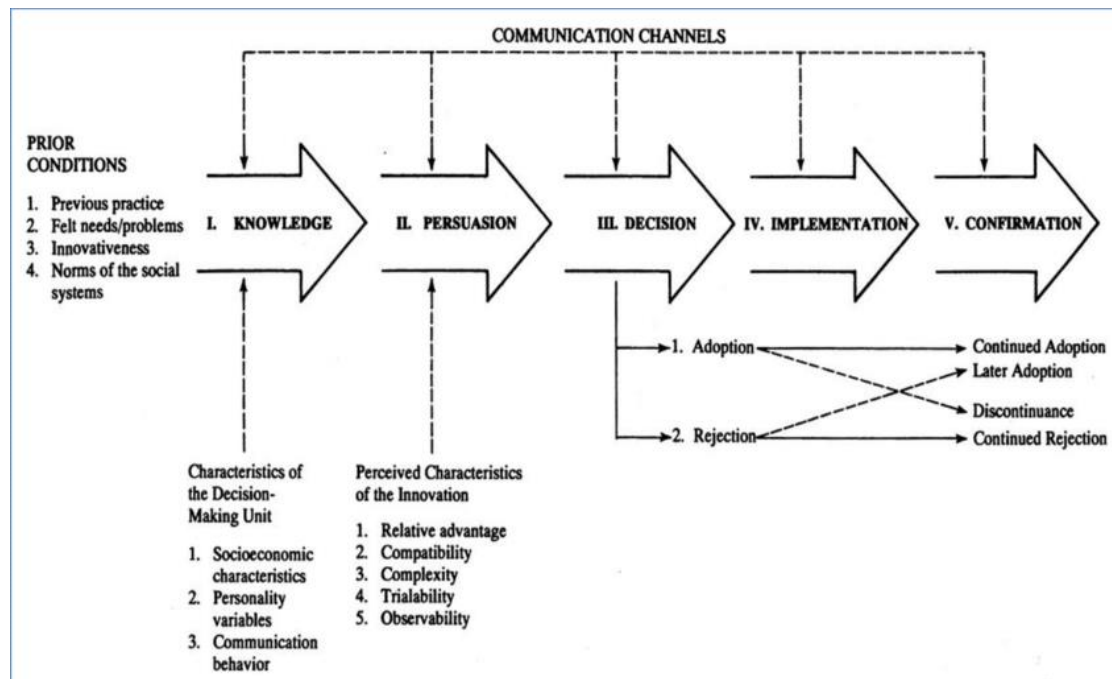 COMMUNICATION CHANNELS
PRIOR
CONDITIONS
1. Previous practice
2. Felt needs/problems
3. Innovativeness
4. Norms of the social
systems
I. KNOWLEDGE
II. PERSUASION
III. DECISION
IV. IMPLEMENTATION
V. CONFIRMATION
1. Adoption
Continued Adoption
Later Adoption
Discontinuance
2. Rejection
Continued Rejection
Characteristics of
the Decision-
Making Unit
1. Socioeconomic
characteristics
2. Personality
variables
3. Communication
behavior
Perceived Characteristics
of the Innovation
1. Relative advantage
2. Compatibility
3. Complexity
4. Trialability
5. Observability